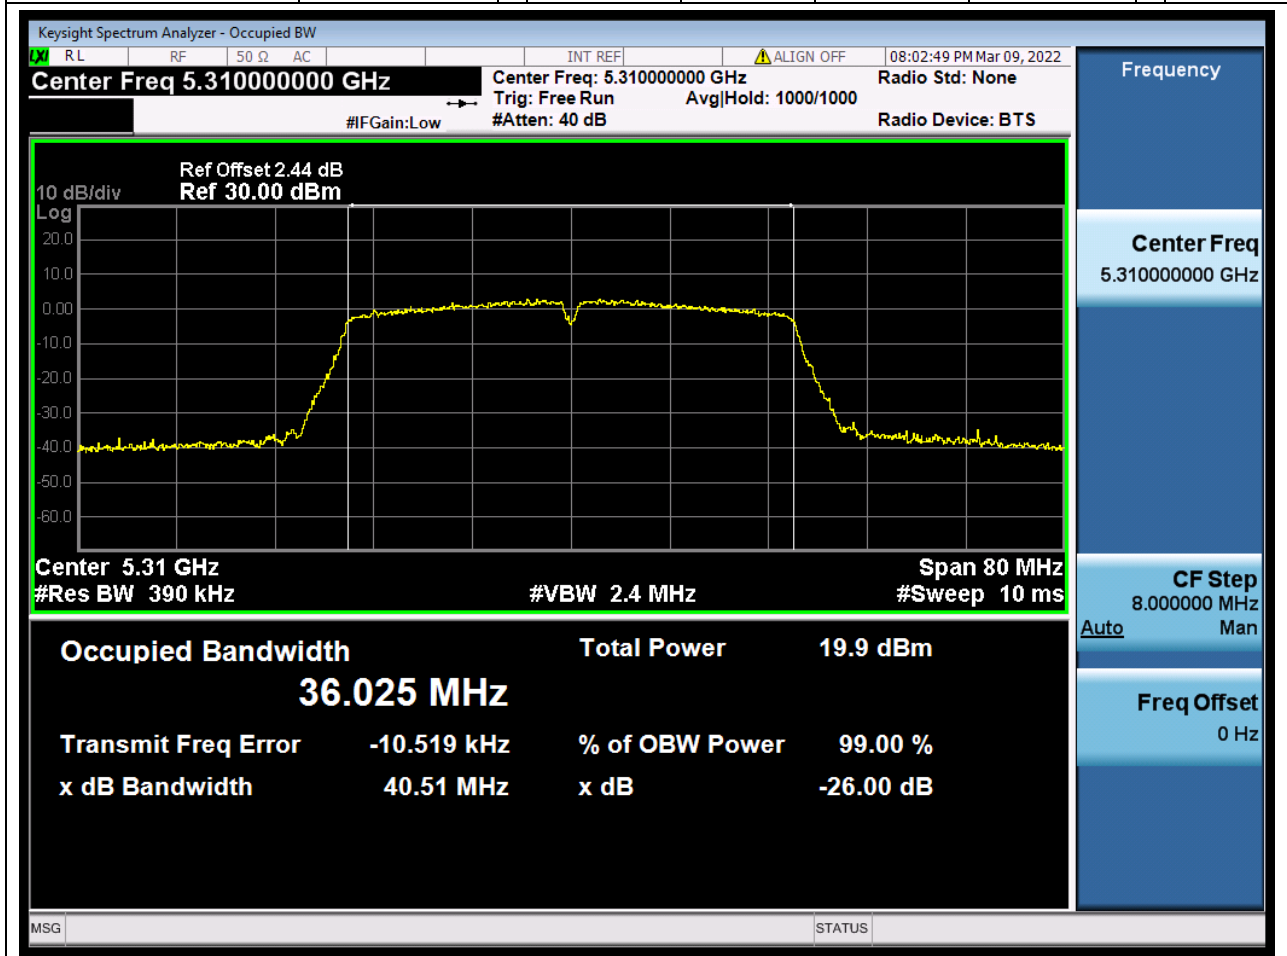 Keysight Spectrum Analyzer - Occupied BW
LXI RL RF 50 Ω AC INT REF ALIGN OFF 08:02:49 PM Mar 09, 2022
Center Freq 5.310000000 GHz
#IFGain:Low
Center Freq: 5.310000000 GHz
Trig: Free Run Avg|Hold: 1000/1000
#Atten: 40 dB
Radio Std: None
Radio Device: BTS
Ref Offset 2.44 dB
10 dB/div Ref 30.00 dBm
Log
20.0
10.0
0.00
-10.0
-20.0
-30.0
-40.0
-50.0
-60.0
Center 5.31 GHz Span 80 MHz
#Res BW 390 kHz #VBW 2.4 MHz #Sweep 10 ms
Occupied Bandwidth Total Power 19.9 dBm
36.025 MHz
Transmit Freq Error -10.519 kHz % of OBW Power 99.00 %
x dB Bandwidth 40.51 MHz x dB -26.00 dB
MSG STATUS
Frequency
Center Freq
5.310000000 GHz
CF Step
8.000000 MHz
Auto Man
Freq Offset
0 Hz